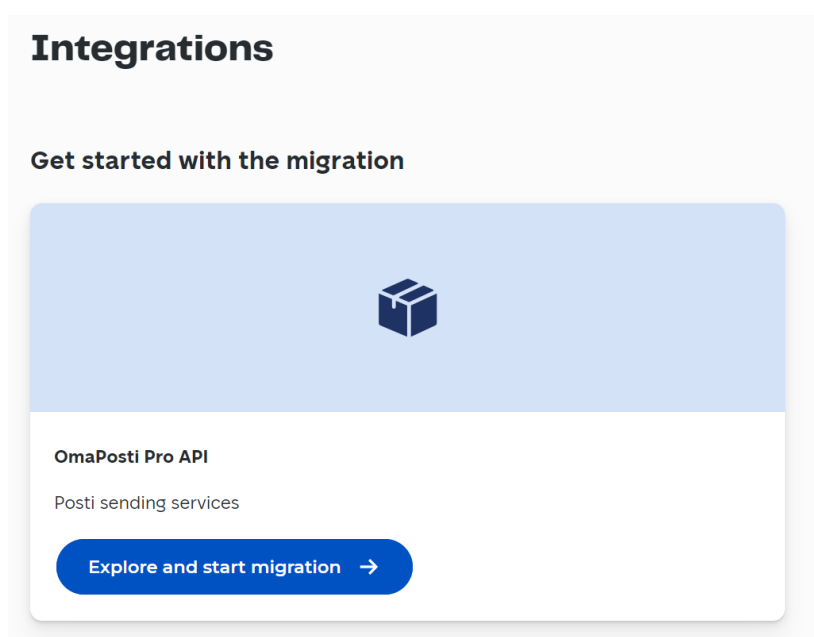 Integrations
Get started with the migration
OmaPosti Pro API
Posti sending services
Explore and start migration